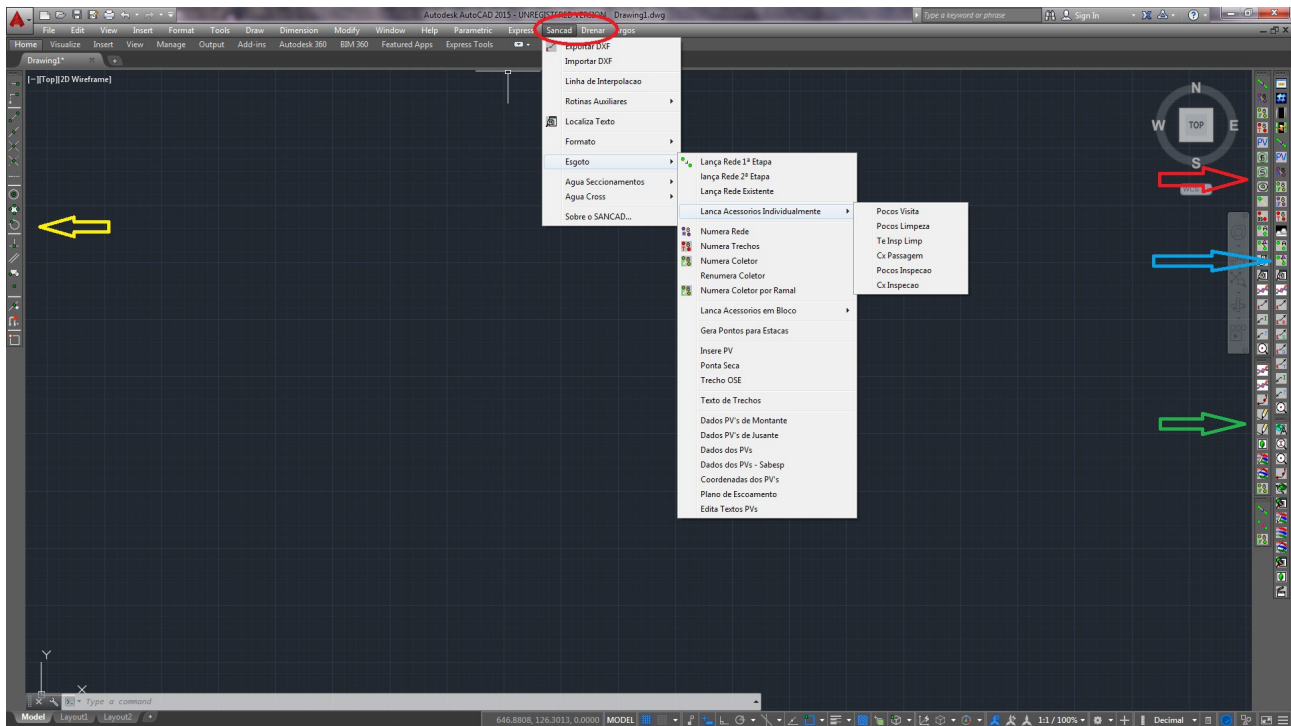 Autodesk AutoCAD 2015 - UNREGISTERED VERSION Drawing1.dwg
Type a keyword or phrase
Sign In
File Edit View Insert Format Tools Draw Dimension Modify Window Help Parametric Express Sancad Drenar Argos
Home Visualize Insert View Manage Output Add-ins Autodesk 360 BIM 360 Featured Apps Express Tools
Drawing1*
[−][Top][2D Wireframe]
Exportar DXF
Importar DXF
Linha de Interpolacao
Rotinas Auxiliares
Localiza Texto
Formato
Esgoto
Agua Seccionamentos
Agua Cross
Sobre o SANCAD...
Lança Rede 1ª Etapa
lança Rede 2ª Etapa
Lança Rede Existente
Lanca Acessorios Individualmente
Numera Rede
Numera Trechos
Numera Coletor
Renumera Coletor
Numera Coletor por Ramal
Lanca Acessorios em Bloco
Gera Pontos para Estacas
Insere PV
Ponta Seca
Trecho OSE
Texto de Trechos
Dados PV's de Montante
Dados PV's de Jusante
Dados dos PVs
Dados dos PVs - Sabesp
Coordenadas dos PV's
Plano de Escoamento
Edita Textos PVs
Pocos Visita
Pocos Limpeza
Te Insp Limp
Cx Passagem
Pocos Inspecao
Cx Inspecao
N
W TOP E
S
PV
PV
Y
X
Type a command
Model Layout1 Layout2
646.8808, 126.3013, 0.0000 MODEL
1:1 / 100%
Decimal